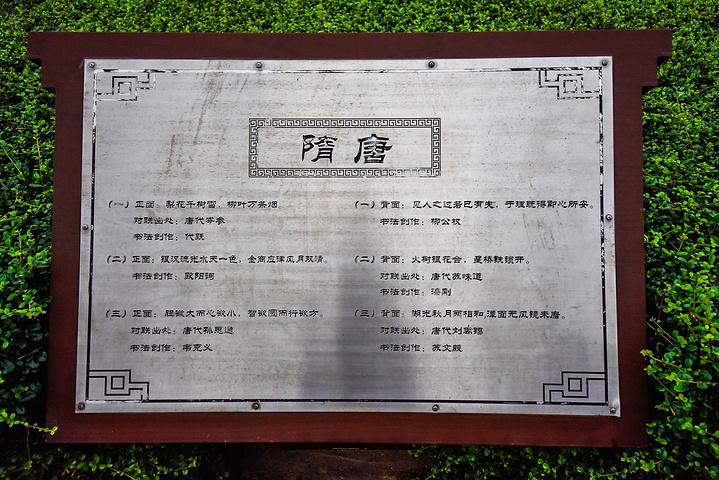 隋唐
（一）正面：梨花千树雪，柳叶万条烟。
对联出处：唐代岑参
书法创作：代跃
（二）正面：银汉流光水天一色，金商应律风月双清。
书法创作：欧阳询
（三）正面：胆欲大而心欲小，智欲圆而行欲方。
对联出处：唐代孙思邈
书法创作：韦克义
（一）背面：见人之过若己有失，于理既得即心所安。
书法创作：柳公权
（二）背面：火树银花合，星桥铁锁开。
对联出处：唐代苏味道
书法创作：
（三）背面：湖光秋月两相和，潭面无风镜未磨。
对联出处：唐代刘禹锡
书法创作：苏文殿